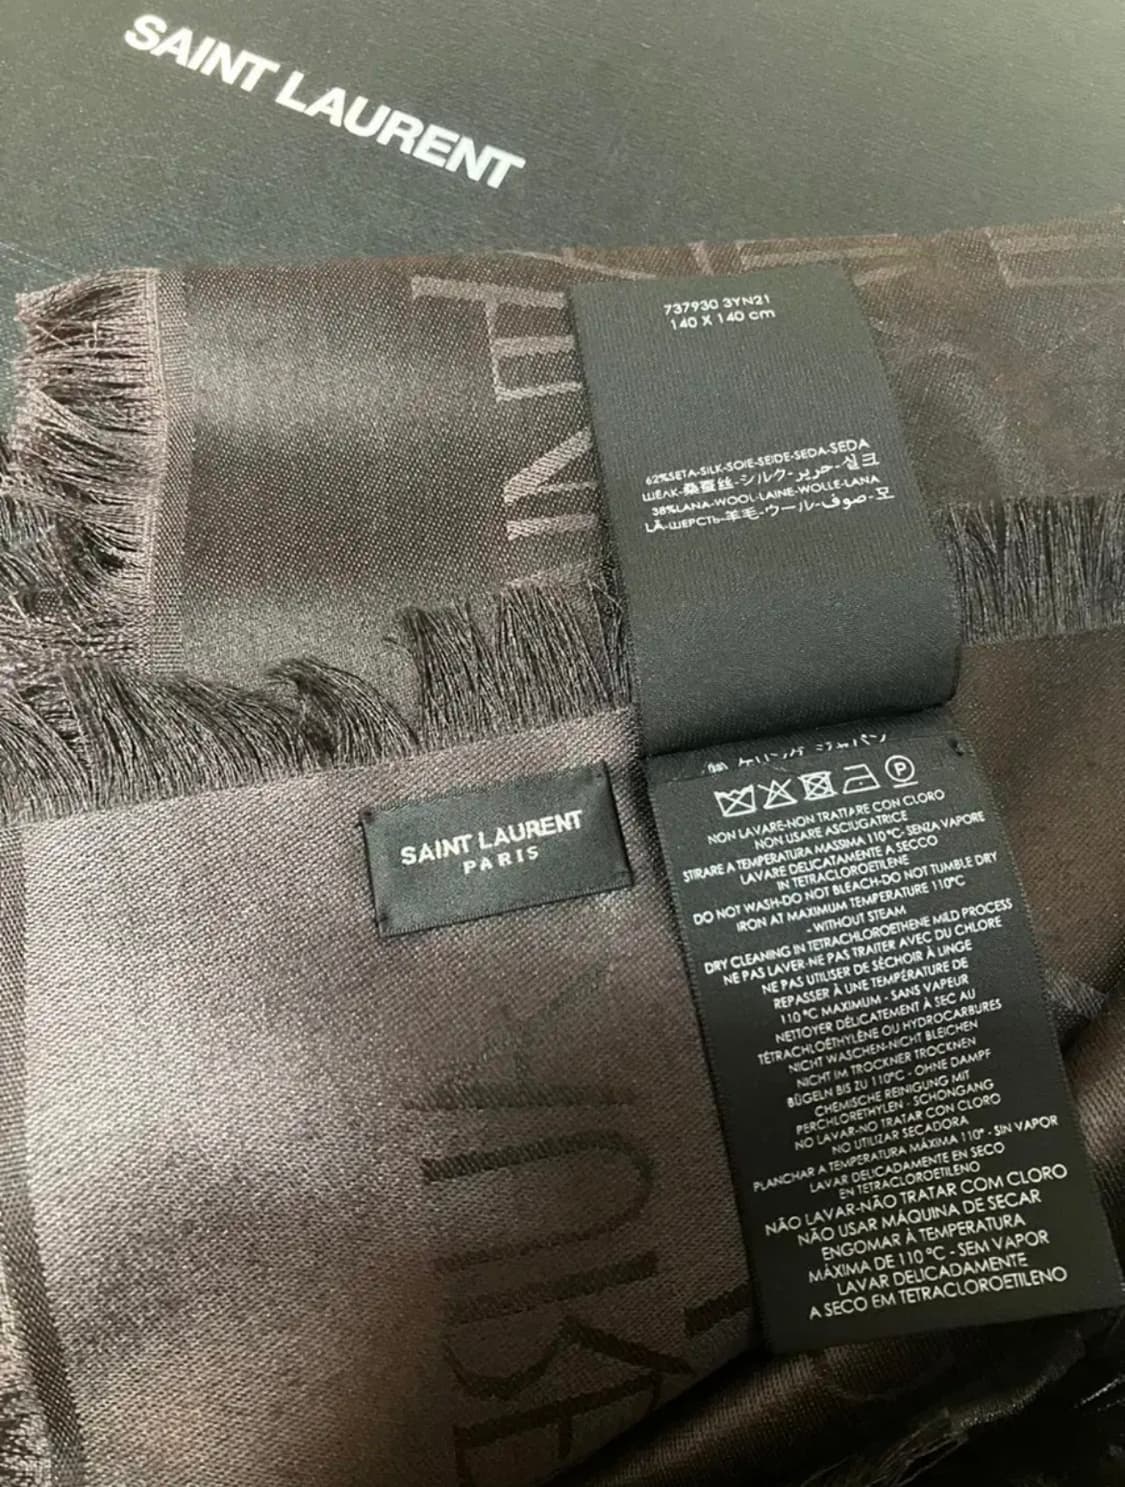 SAINT LAURENT
737930 3YN21
140 X 140 cm
62%SETA-SILK-SOIE-SEIDE-SEDA-SEDA
ШЕЛК-桑蚕丝-シルク-حرير-실크
38%LANA-WOOL-LAINE-WOLLE-LANA
LÃ-ШЕРСТЬ-羊毛-ウール-صوف-모
SAINT LAURENT
PARIS
P
NON LAVARE-NON TRATTARE CON CLORO
NON USARE ASCIUGATRICE
STIRARE A TEMPERATURA MASSIMA 110°C- SENZA VAPORE
LAVARE DELICATAMENTE A SECCO
IN TETRACLOROETILENE
DO NOT WASH-DO NOT BLEACH-DO NOT TUMBLE DRY
IRON AT MAXIMUM TEMPERATURE 110°C
- WITHOUT STEAM
DRY CLEANING IN TETRACHLOROETHENE MILD PROCESS
NE PAS LAVER-NE PAS TRAITER AVEC DU CHLORE
NE PAS UTILISER DE SÉCHOIR À LINGE
REPASSER À UNE TEMPÉRATURE DE
110 °C MAXIMUM - SANS VAPEUR
NETTOYER DÉLICATEMENT À SEC AU
TÉTRACHLOÉTHYLÈNE OU HYDROCARBURES
NICHT WASCHEN-NICHT BLEICHEN
NICHT IM TROCKNER TROCKNEN
BÜGELN BIS ZU 110°C - OHNE DAMPF
CHEMISCHE REINIGUNG MIT
PERCHLORETHYLEN - SCHONGANG
NO LAVAR-NO TRATAR CON CLORO
NO UTILIZAR SECADORA
PLANCHAR A TEMPERATURA MÁXIMA 110° - SIN VAPOR
LAVAR DELICADAMENTE EN SECO
EN TETRACLOROETILENO
NÃO LAVAR-NÃO TRATAR COM CLORO
NÃO USAR MÁQUINA DE SECAR
ENGOMAR À TEMPERATURA
MÁXIMA DE 110 °C - SEM VAPOR
LAVAR DELICADAMENTE
A SECO EM TETRACLOROETILENO